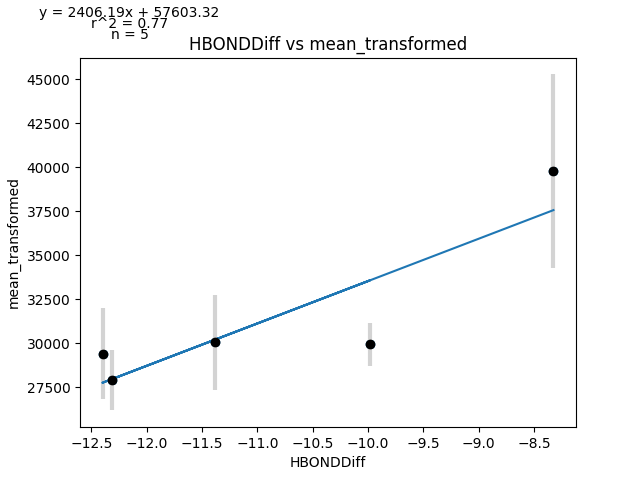 y = 2406.19x + 57603.32
r^2 = 0.77
n = 5
HBONDDiff vs mean_transformed
45000
42500
40000
37500
35000
32500
30000
27500
mean_transformed
−12.5 −12.0 −11.5 −11.0 −10.5 −10.0 −9.5 −9.0 −8.5
HBONDDiff